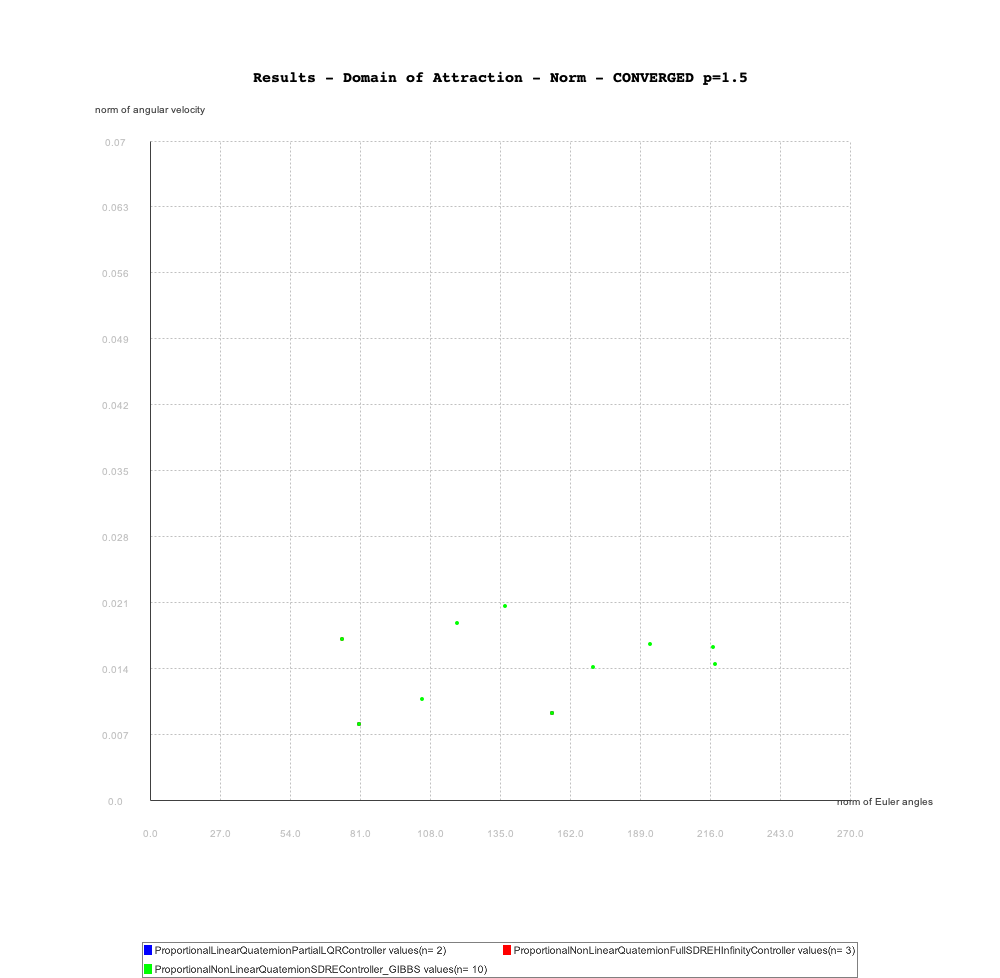 Results - Domain of Attraction - Norm - CONVERGED p=1.5
norm of angular velocity
0.07
0.063
0.056
0.049
0.042
0.035
0.028
0.021
0.014
0.007
0.0
norm of Euler angles
0.0 27.0 54.0 81.0 108.0 135.0 162.0 189.0 216.0 243.0 270.0
ProportionalLinearQuaternionPartialLQRController values(n= 2) ProportionalNonLinearQuaternionFullSDREHInfinityController values(n= 3)
ProportionalNonLinearQuaternionSDREController_GIBBS values(n= 10)